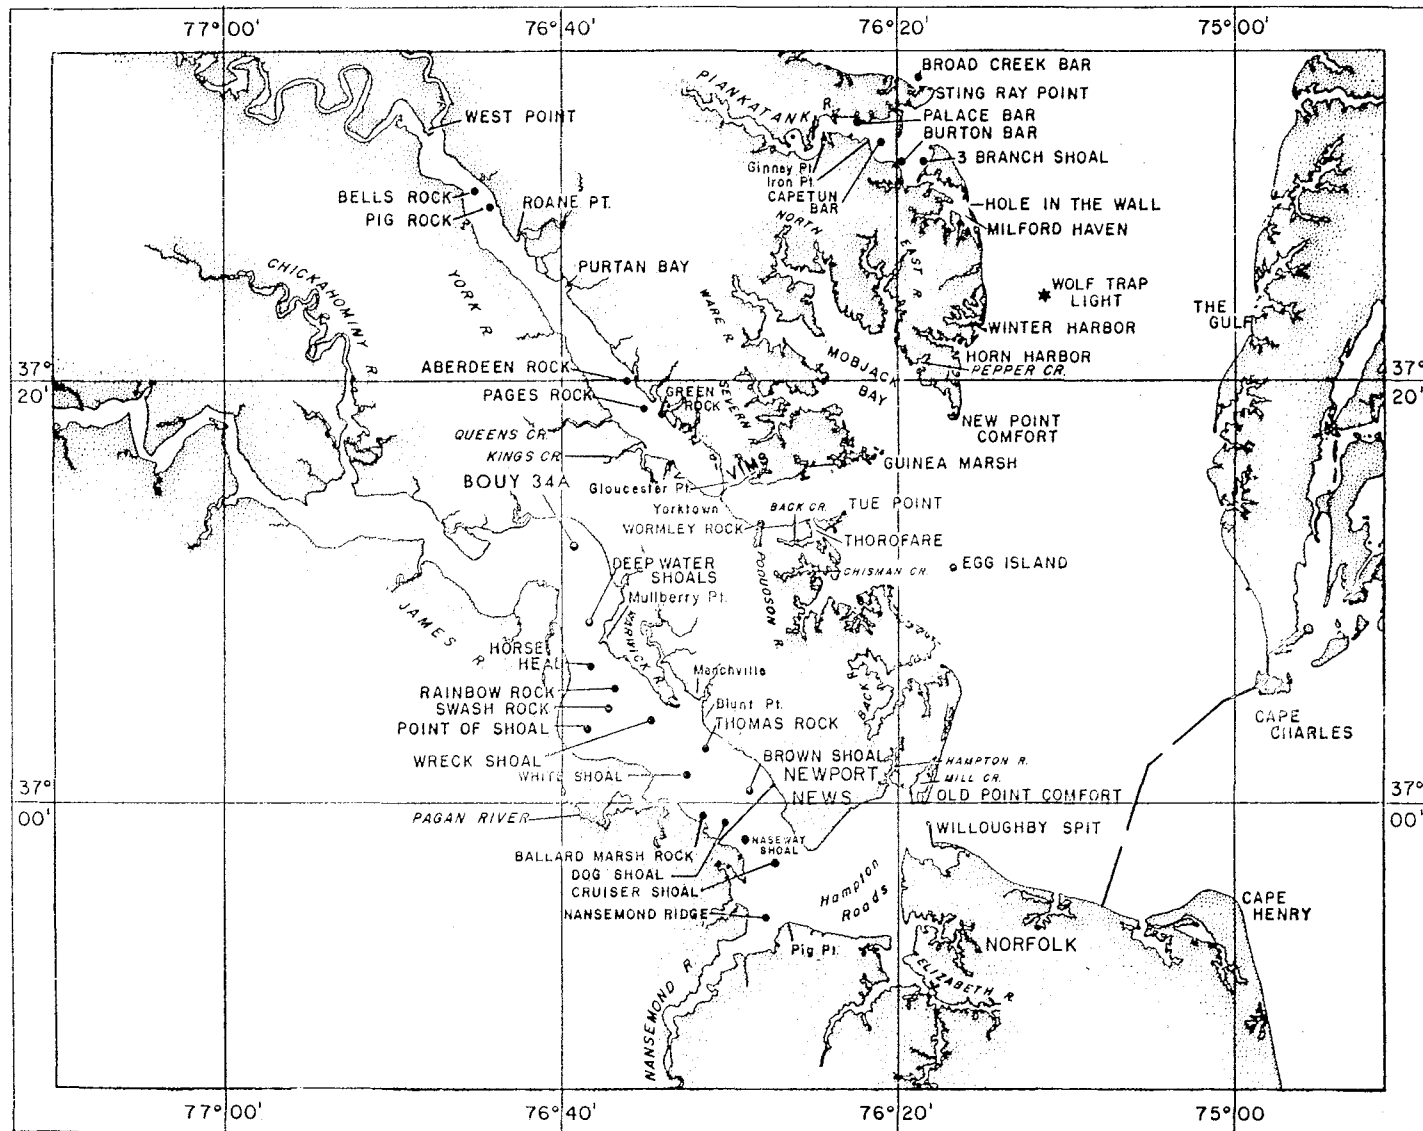 77°00'
76°40'
76°20'
75°00'
BROAD CREEK BAR
STING RAY POINT
PLANKATANK R.
PALACE BAR
BURTON BAR
WEST POINT
3 BRANCH SHOAL
Ginney Pt.
Iron Pt.
CAPETUN
BAR
BELLS ROCK
PIG ROCK
ROANE PT.
HOLE IN THE WALL
MILFORD HAVEN
NORTH
EAST R.
CHICKAHOMINY R.
YORK R.
PURTAN BAY
WOLF TRAP
LIGHT
THE
GULF
WARE R.
WINTER HARBOR
MOBJACK
BAY
HORN HARBOR
PEPPER CR.
ABERDEEN ROCK
37°
20'
37°
20'
PAGES ROCK
GREEN
ROCK
SEVERN
NEW POINT
COMFORT
QUEENS CR.
KINGS CR.
VIMS
GUINEA MARSH
BOUY 34A
Gloucester Pt.
Yorktown
BACK CR.
TUE POINT
WORMLEY ROCK
THOROFARE
DEEP WATER
SHOALS
POQUOSON R.
CHISMAN CR.
EGG ISLAND
Mullberry Pt.
JAMES R.
WARWICK R.
HORSE
HEAL
Menchville
RAINBOW ROCK
SWASH ROCK
BACK R.
Blunt Pt.
POINT OF SHOAL
THOMAS ROCK
CAPE
CHARLES
WRECK SHOAL
BROWN SHOAL
HAMPTON R.
WHITE SHOAL
NEWPORT
NEWS
MILL CR.
OLD POINT COMFORT
37°
00'
37°
00'
PAGAN RIVER
WILLOUGHBY SPIT
NASEWAY
SHOAL
BALLARD MARSH ROCK
DOG SHOAL
CRUISER SHOAL
Hampton
Roads
CAPE
HENRY
NANSEMOND RIDGE
Pig Pt.
NORFOLK
NANSEMOND R.
ELIZABETH R.
77°00'
76°40'
76°20'
75°00'